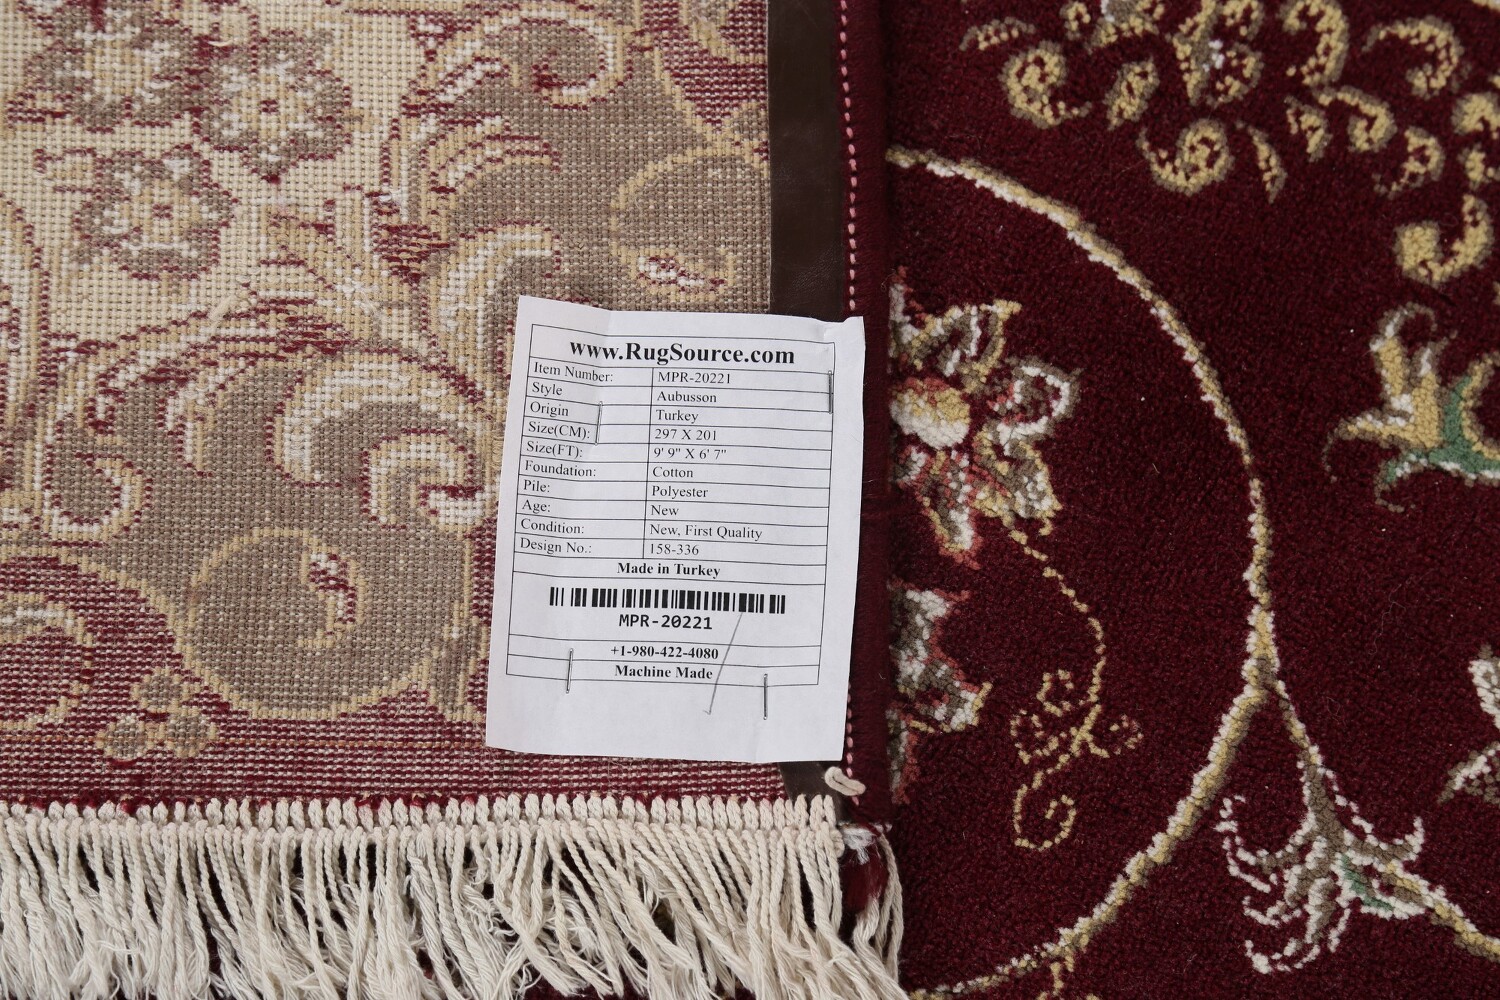 www.RugSource.com
Item Number: MPR-20221
Style Aubusson
Origin Turkey
Size(CM): 297 X 201
Size(FT): 9' 9" X 6' 7"
Foundation: Cotton
Pile: Polyester
Age: New
Condition: New, First Quality
Design No.: 158-336
Made in Turkey
MPR-20221
+1-980-422-4080
Machine Made